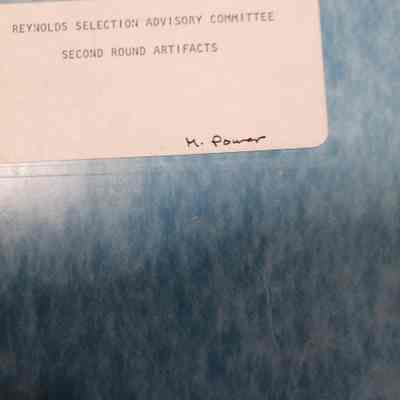 REYNOLDS SELECTION ADVISORY COMMITTEE
SECOND ROUND ARTIFACTS
M. Power